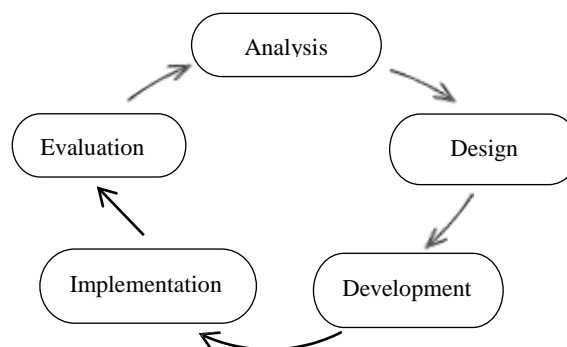 Analysis
Design
Development
Implementation
Evaluation